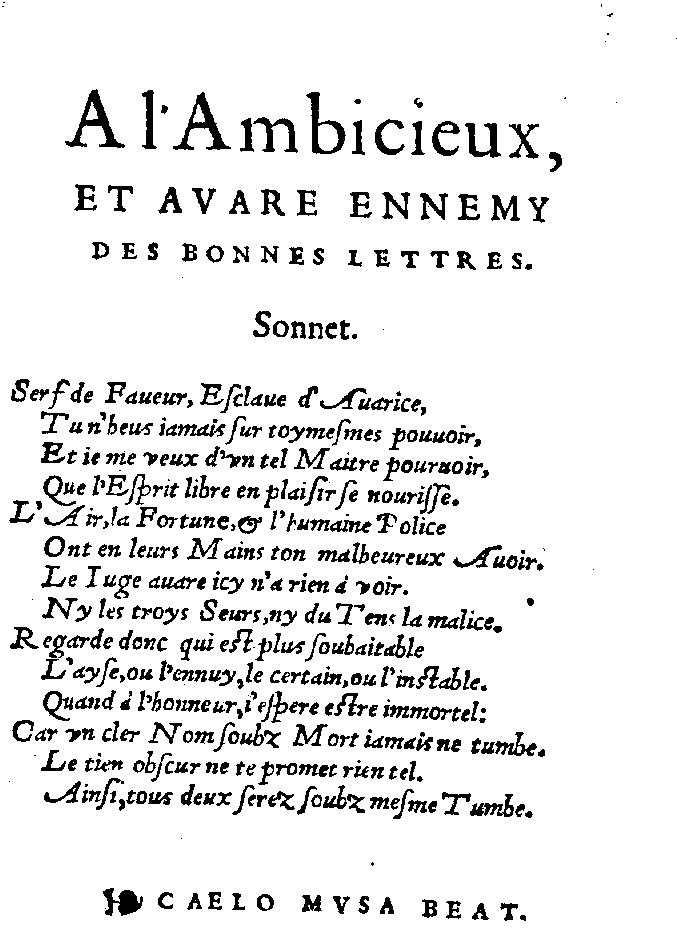 A l'Ambicieux,
ET AVARE ENNEMY
DES BONNES LETTRES.
Sonnet.
Serf de Faueur, Eſclaue d'Auarice,
Tu n'heus iamais ſur toymeſmes pouuoir,
Et ie me veux d'vn tel Maitre pouruoir,
Que l'Eſprit libre en plaiſir ſe nouriſſe.
L'Air, la Fortune, & l'humaine Police
Ont en leurs Mains ton malheureux Auoir.
Le Iuge auare icy n'a rien à voir.
Ny les troys Seurs, ny du Tens la malice.
Regarde donc qui eſt plus ſouhaitable
L'ayſe, ou l'ennuy, le certain, ou l'inſtable.
Quand à l'honneur, i'eſpere eſtre immortel:
Car vn cler Nom ſoubz Mort iamais ne tumbe.
Le tien obſcur ne te promet rien tel.
Ainſi, tous deux ſerez ſoubz meſme Tumbe.
CAELO MVSA BEAT.